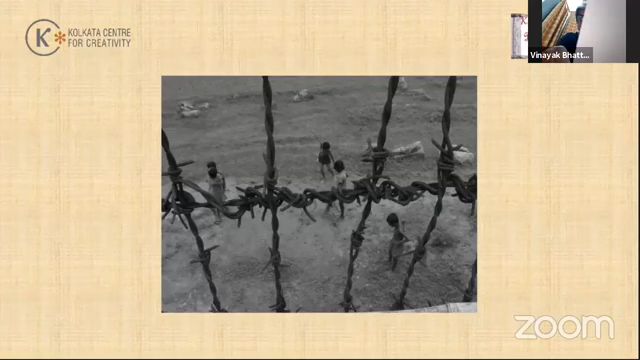 K
KOLKATA CENTRE
FOR CREATIVITY
Vinayak Bhatt...
zoom